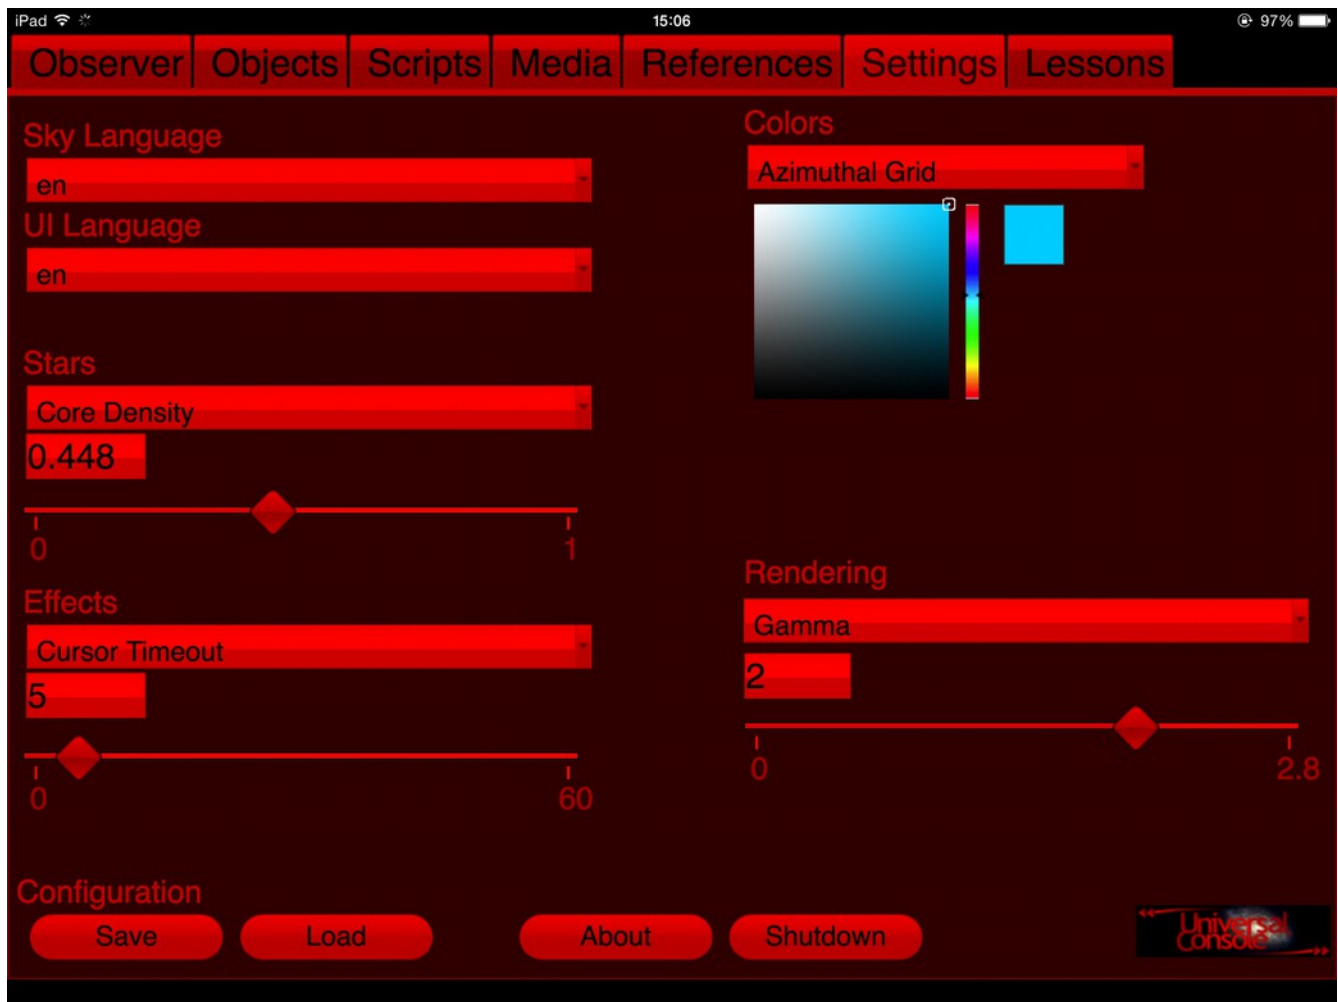 iPad 15:06 97%
Observer Objects Scripts Media References Settings Lessons
Sky Language
en
UI Language
en
Stars
Core Density
0.448
0 1
Effects
Cursor Timeout
5
0 60
Colors
Azimuthal Grid
Rendering
Gamma
2
0 2.8
Configuration
Save Load About Shutdown
Universal
Console